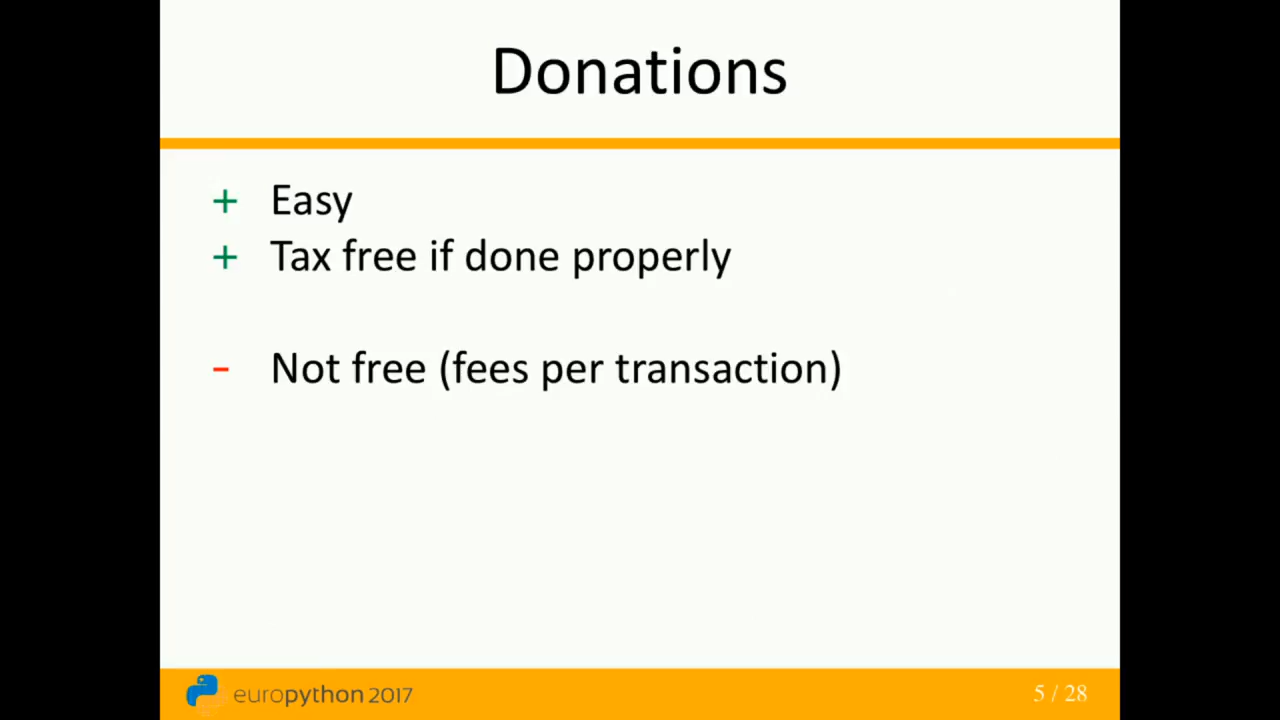 Donations
+ Easy
+ Tax free if done properly
- Not free (fees per transaction)
europython 2017
5 / 28